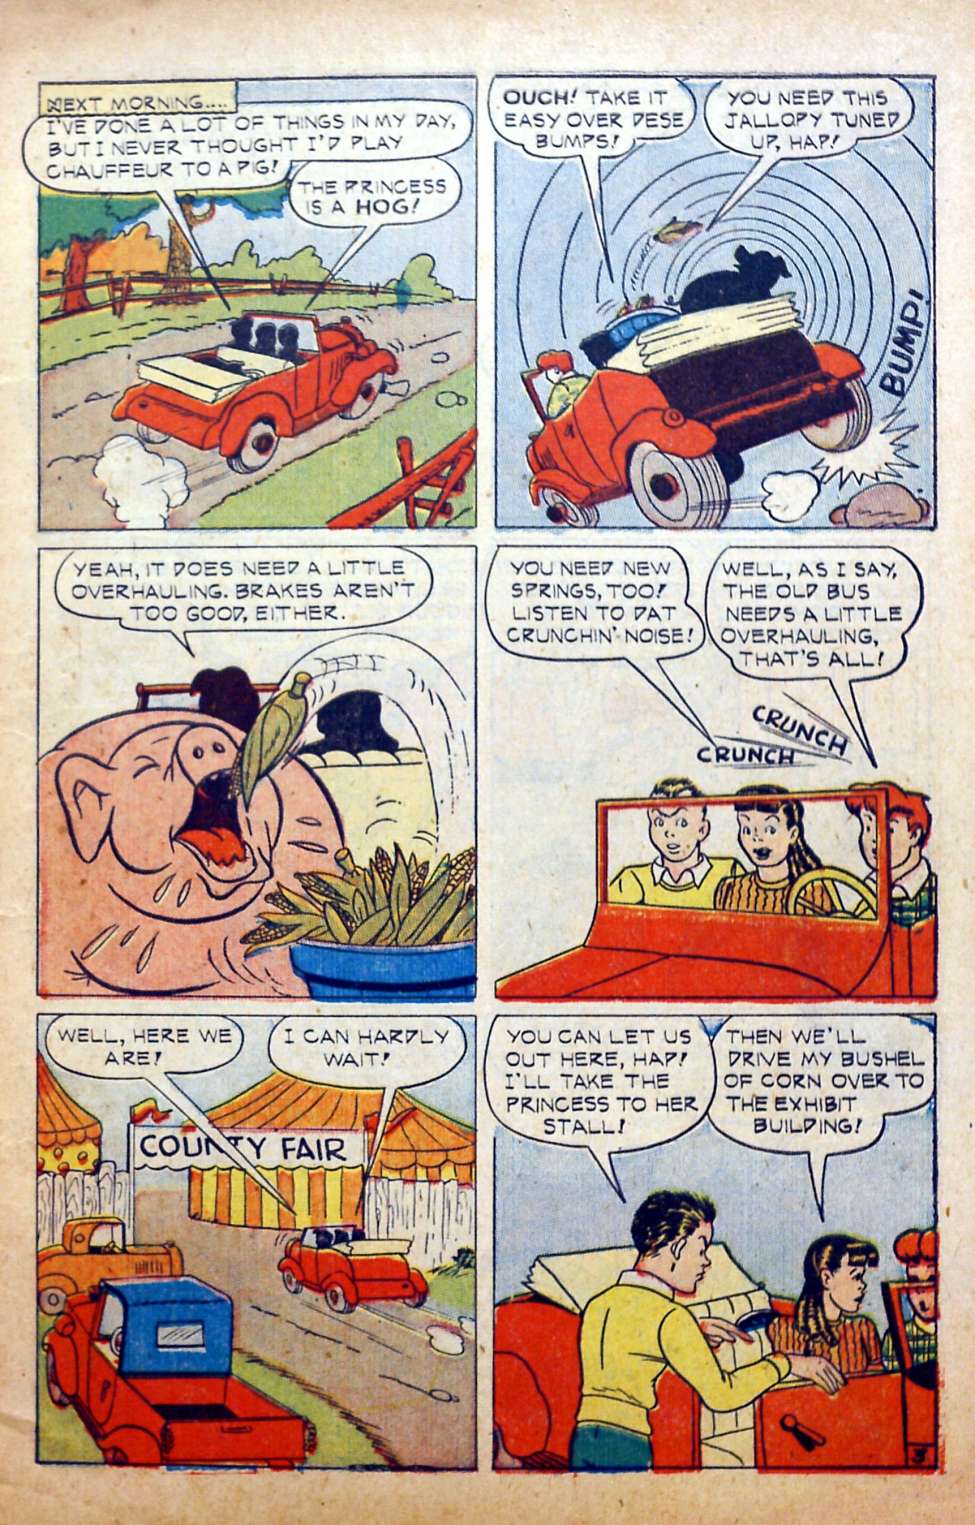 NEXT MORNING....
I'VE DONE A LOT OF THINGS IN MY DAY,
BUT I NEVER THOUGHT I'D PLAY
CHAUFFEUR TO A PIG!
THE PRINCESS
IS A HOG!
OUCH! TAKE IT
EASY OVER DESE
BUMPS!
YOU NEED THIS
JALLOPY TUNED
UP, HAP!
BUMP!
YEAH, IT DOES NEED A LITTLE
OVERHAULING. BRAKES AREN'T
TOO GOOD, EITHER.
YOU NEED NEW
SPRINGS, TOO!
LISTEN TO DAT
CRUNCHIN' NOISE!
WELL, AS I SAY,
THE OLD BUS
NEEDS A LITTLE
OVERHAULING,
THAT'S ALL!
CRUNCH
CRUNCH
WELL, HERE WE
ARE!
I CAN HARDLY
WAIT!
COUNTY FAIR
YOU CAN LET US
OUT HERE, HAP!
I'LL TAKE THE
PRINCESS TO HER
STALL!
THEN WE'LL
DRIVE MY BUSHEL
OF CORN OVER TO
THE EXHIBIT
BUILDING!
3